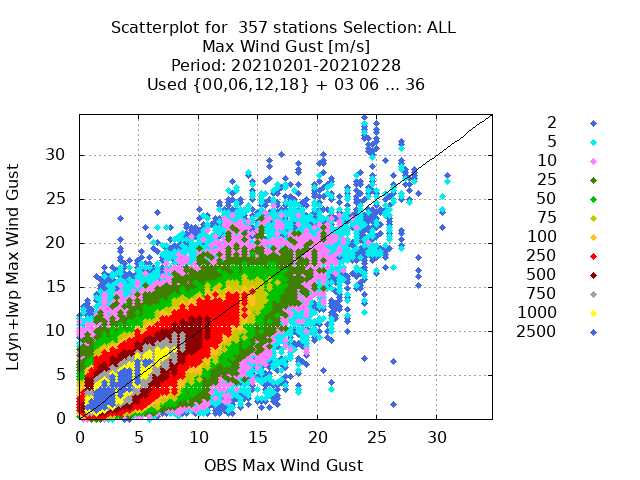 Scatterplot for  357 stations Selection: ALL
Max Wind Gust [m/s]
Period: 20210201-20210228
Used {00,06,12,18} + 03 06 ... 36
Ldyn+lwp Max Wind Gust
30
25
20
15
10
5
0
0 5 10 15 20 25 30
OBS Max Wind Gust
2
5
10
25
50
75
100
250
500
750
1000
2500